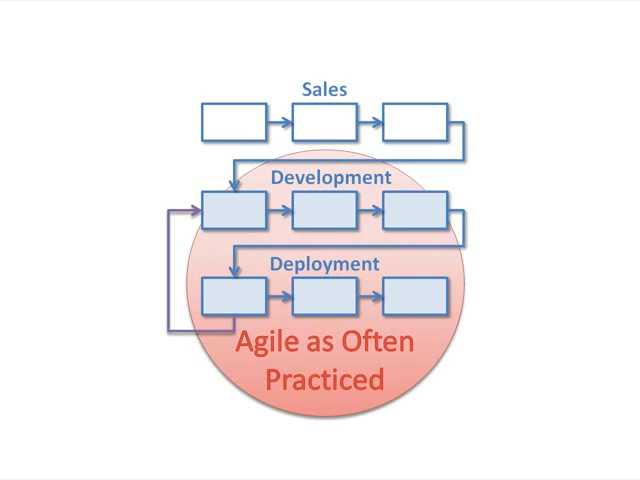 Sales
Development
Deployment
Agile as Often
Practiced